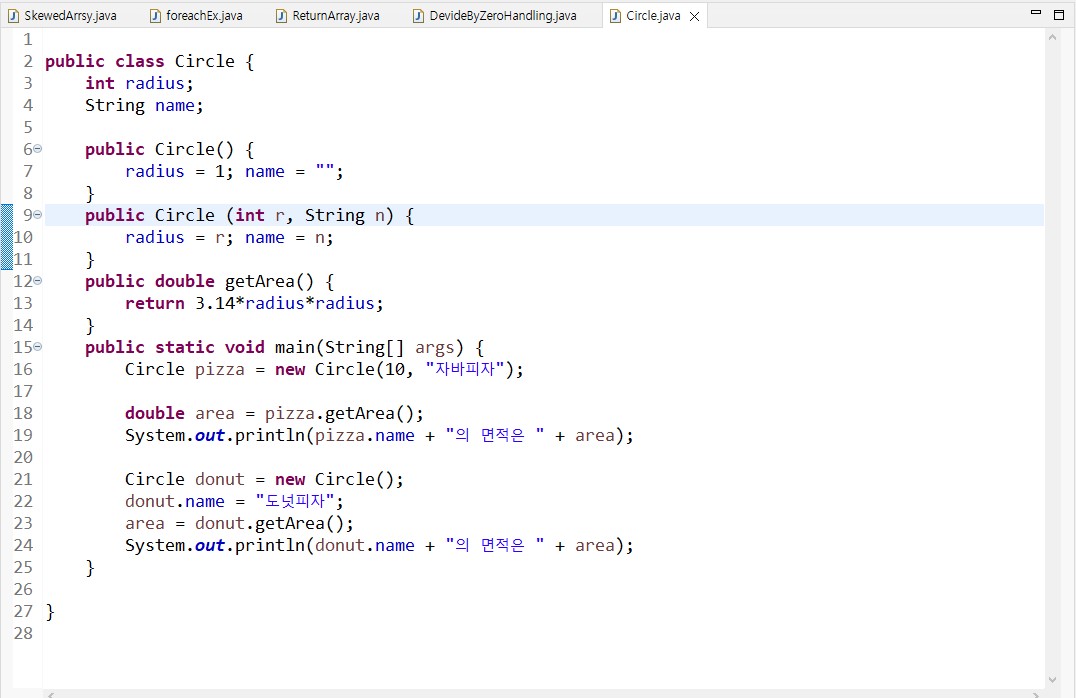 SkewedArrsy.java foreachEx.java ReturnArray.java DevideByZeroHandling.java Circle.java
1
2 public class Circle {
3 int radius;
4 String name;
5
6 public Circle() {
7 radius = 1; name = "";
8 }
9 public Circle (int r, String n) {
10 radius = r; name = n;
11 }
12 public double getArea() {
13 return 3.14*radius*radius;
14 }
15 public static void main(String[] args) {
16 Circle pizza = new Circle(10, "자바피자");
17
18 double area = pizza.getArea();
19 System.out.println(pizza.name + "의 면적은 " + area);
20
21 Circle donut = new Circle();
22 donut.name = "도넛피자";
23 area = donut.getArea();
24 System.out.println(donut.name + "의 면적은 " + area);
25 }
26
27 }
28